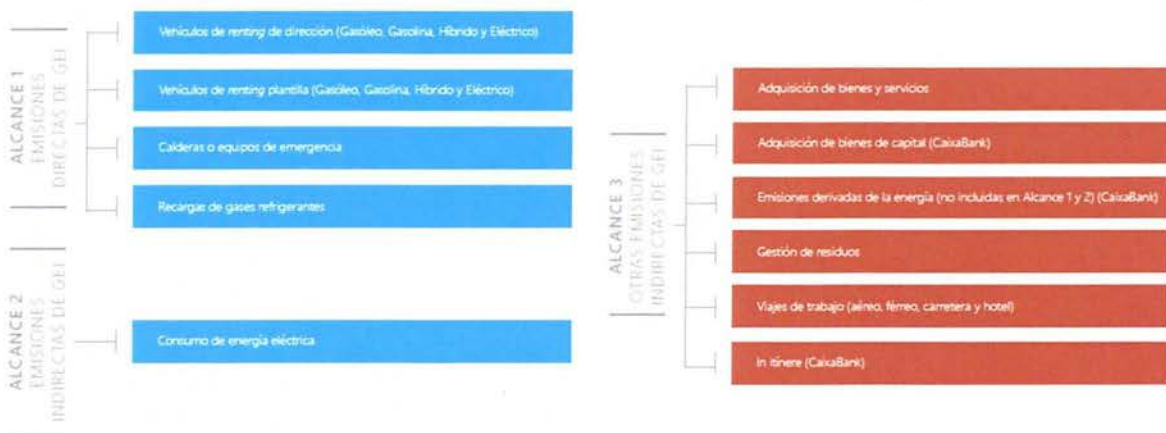 ALCANCE 1
EMISIONES
DIRECTAS DE GEI
Vehículos de renting de dirección (Gasóleo, Gasolina, Híbrido y Eléctrico)
Vehículos de renting plantilla (Gasóleo, Gasolina, Híbrido y Eléctrico)
Calderas o equipos de emergencia
Recargas de gases refrigerantes
ALCANCE 2
EMISIONES
INDIRECTAS DE GEI
Consumo de energía eléctrica
ALCANCE 3
OTRAS EMISIONES
INDIRECTAS DE GEI
Adquisición de bienes y servicios
Adquisición de bienes de capital (CaixaBank)
Emisiones derivadas de la energía (no incluidas en Alcance 1 y 2) (CaixaBank)
Gestión de residuos
Viajes de trabajo (aéreo, férreo, carretera y hotel)
In itínere (CaixaBank)